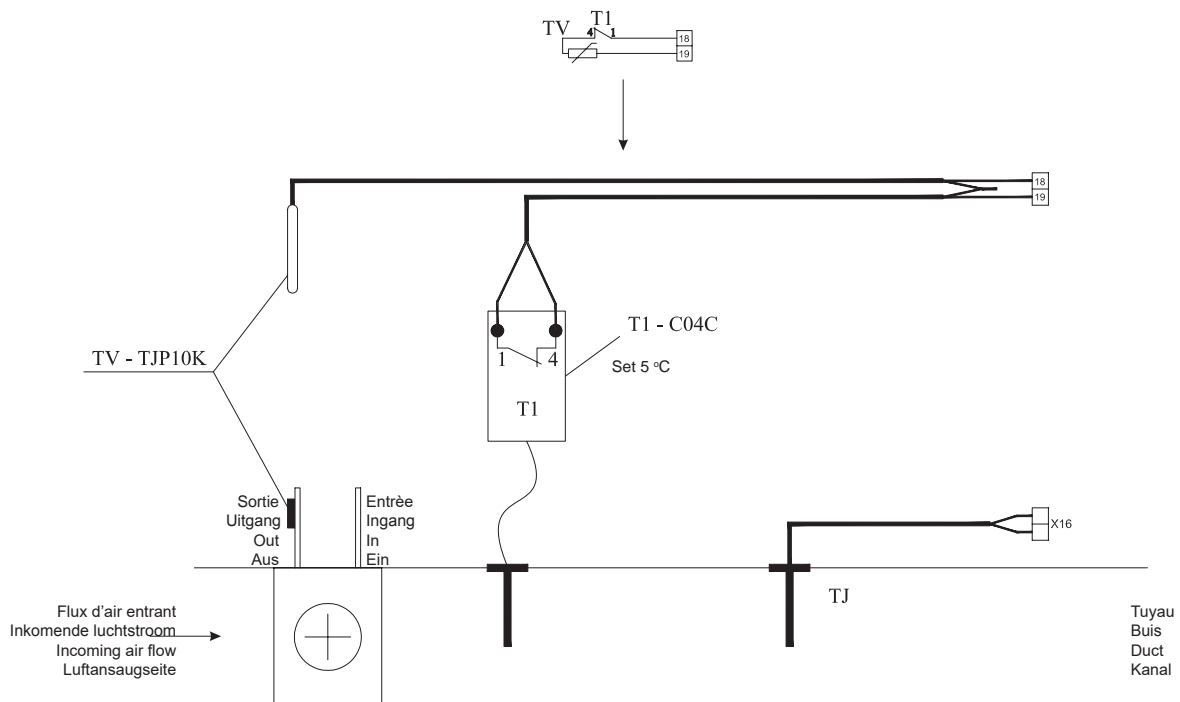 TV T1
4 1
18
19
18
19
T1 - C04C
Set 5 ºC
1 4
T1
TV - TJP10K
Sortie
Uitgang
Out
Aus
Entrèe
Ingang
In
Ein
X16
TJ
Flux d’air entrant
Inkomende luchtstroom
Incoming air flow
Luftansaugseite
Tuyau
Buis
Duct
Kanal